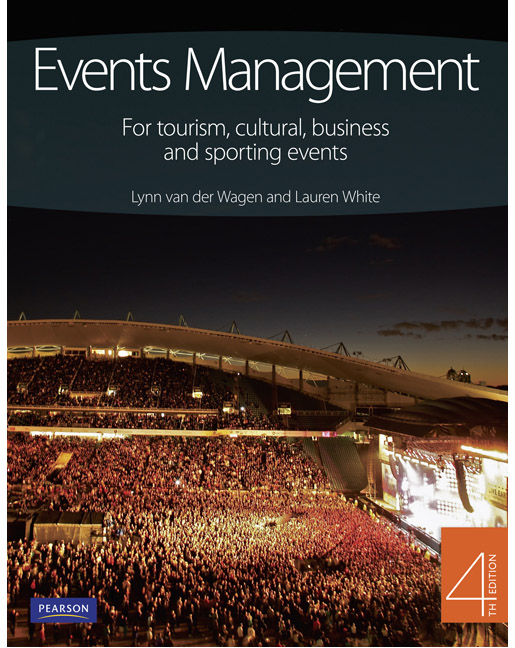 Events Management
For tourism, cultural, business
and sporting events
Lynn van der Wagen and Lauren White
4
TH EDITION
PEARSON